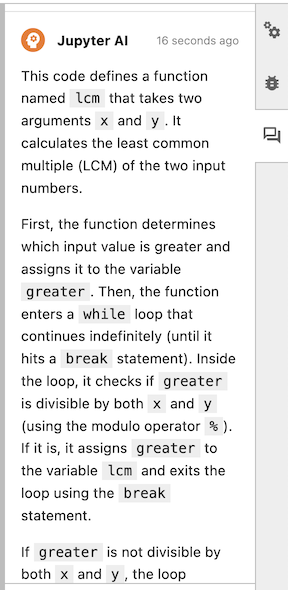 Jupyter AI 16 seconds ago
This code defines a function
named lcm that takes two
arguments x and y. It
calculates the least common
multiple (LCM) of the two input
numbers.
First, the function determines
which input value is greater and
assigns it to the variable
greater. Then, the function
enters a while loop that
continues indefinitely (until it
hits a break statement). Inside
the loop, it checks if greater
is divisible by both x and y
(using the modulo operator %).
If it is, it assigns greater to
the variable lcm and exits the
loop using the break
statement.
If greater is not divisible by
both x and y, the loop